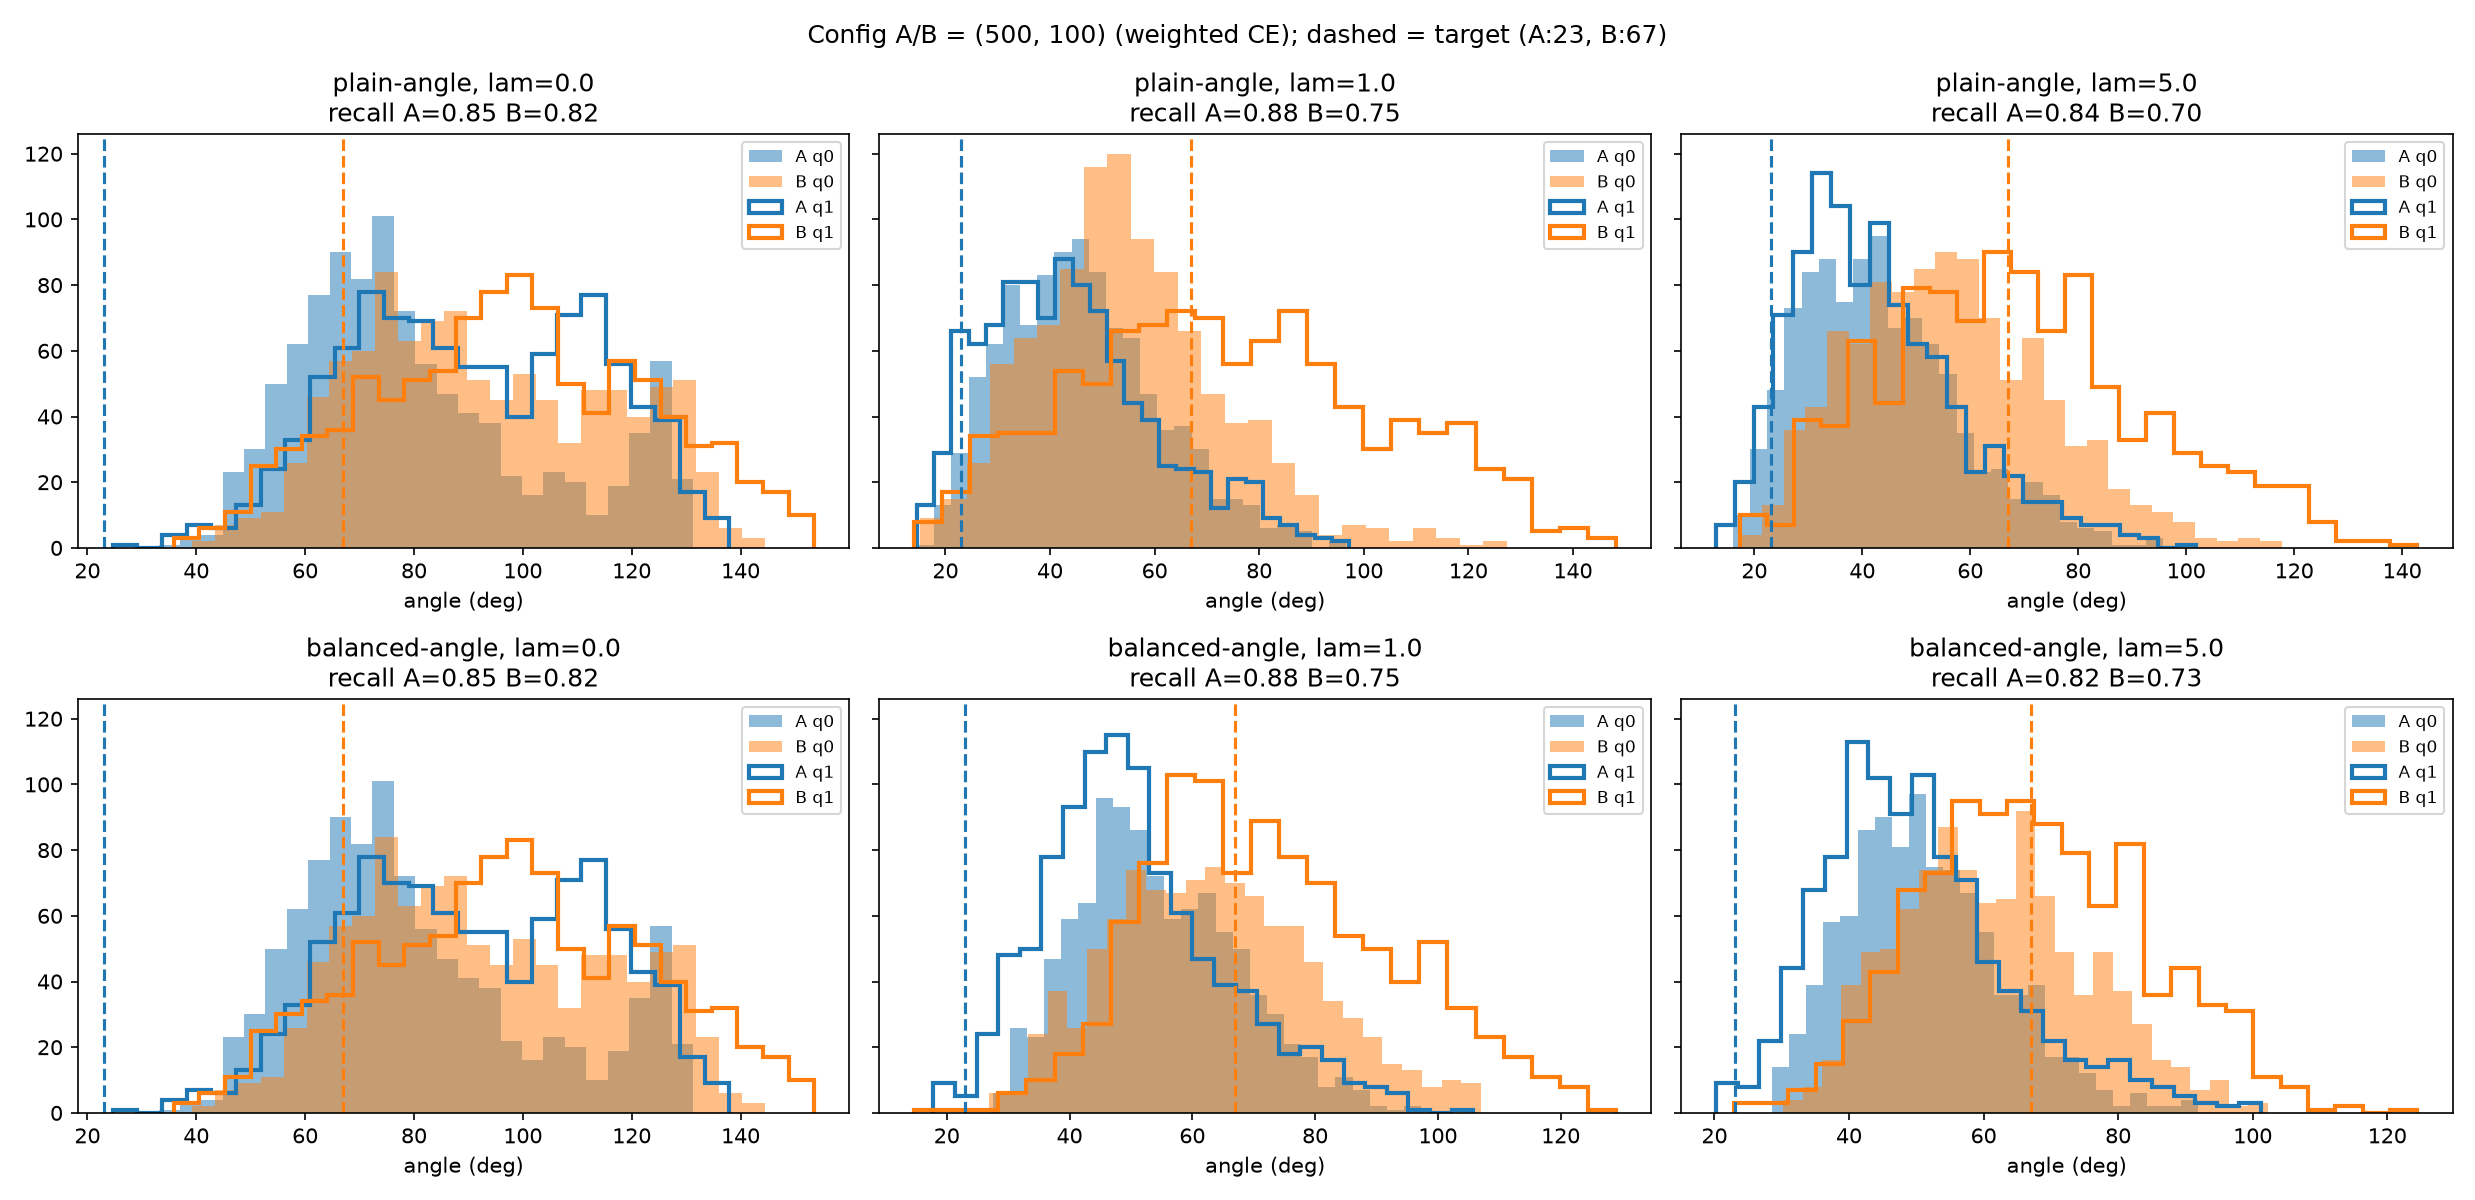 Config A/B = (500, 100) (weighted CE); dashed = target (A:23, B:67)
plain-angle, lam=0.0
recall A=0.85 B=0.82
120
100
80
60
40
20
0
20 40 60 80 100 120 140
angle (deg)
A q0
B q0
A q1
B q1
plain-angle, lam=1.0
recall A=0.88 B=0.75
20 40 60 80 100 120 140
angle (deg)
A q0
B q0
A q1
B q1
plain-angle, lam=5.0
recall A=0.84 B=0.70
20 40 60 80 100 120 140
angle (deg)
A q0
B q0
A q1
B q1
balanced-angle, lam=0.0
recall A=0.85 B=0.82
120
100
80
60
40
20
0
20 40 60 80 100 120 140
angle (deg)
A q0
B q0
A q1
B q1
balanced-angle, lam=1.0
recall A=0.88 B=0.75
20 40 60 80 100 120
angle (deg)
A q0
B q0
A q1
B q1
balanced-angle, lam=5.0
recall A=0.82 B=0.73
20 40 60 80 100 120
angle (deg)
A q0
B q0
A q1
B q1